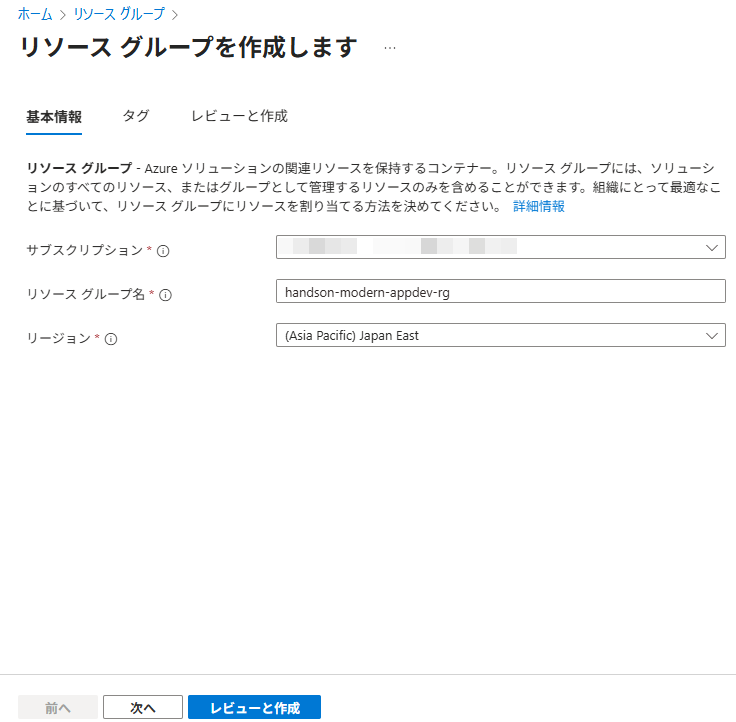 ホーム > リソース グループ >
リソース グループを作成します ...
基本情報 タグ レビューと作成
リソース グループ - Azure ソリューションの関連リソースを保持するコンテナー。リソース グループには、ソリューシ
ョンのすべてのリソース、またはグループとして管理するリソースのみを含めることができます。組織にとって最適なこ
とに基づいて、リソース グループにリソースを割り当てる方法を決めてください。 詳細情報
サブスクリプション *
リソース グループ名 * handson-modern-appdev-rg
リージョン * (Asia Pacific) Japan East
前へ 次へ レビューと作成